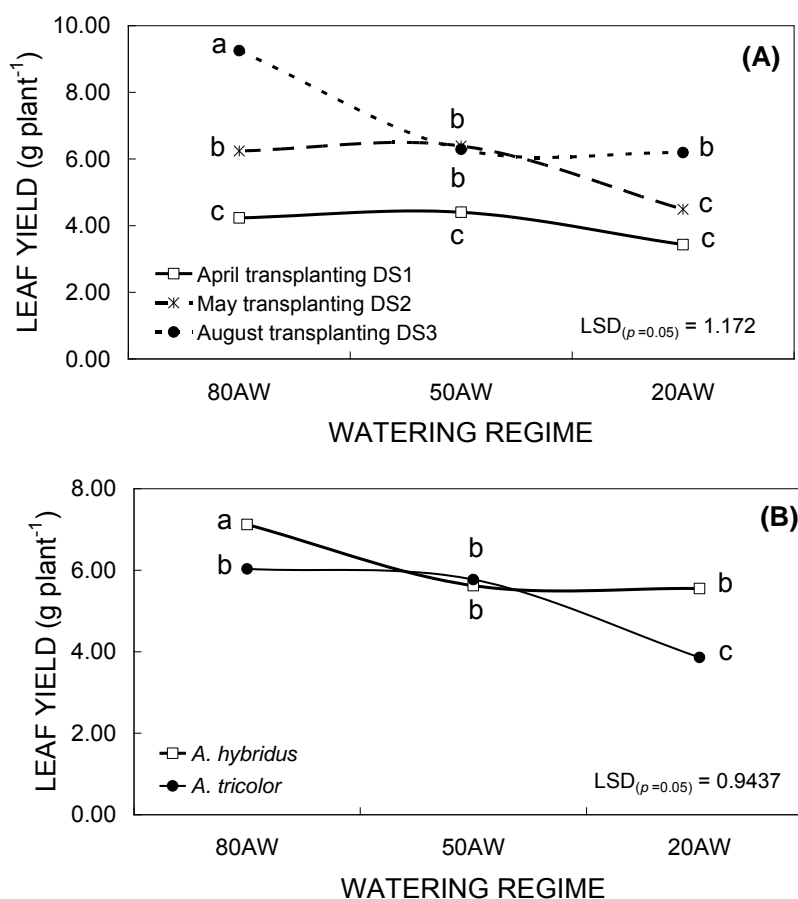 10.00
8.00
6.00
4.00
2.00
0.00
LEAF YIELD (g plant⁻¹)
(A)
a
b
b
b
c
b
c
c
c
April transplanting DS1
May transplanting DS2
August transplanting DS3
LSD(p =0.05) = 1.172
80AW 50AW 20AW
WATERING REGIME
8.00
6.00
4.00
2.00
0.00
LEAF YIELD (g plant⁻¹)
(B)
a
b
b
b
b
c
A. hybridus
A. tricolor
LSD(p =0.05) = 0.9437
80AW 50AW 20AW
WATERING REGIME